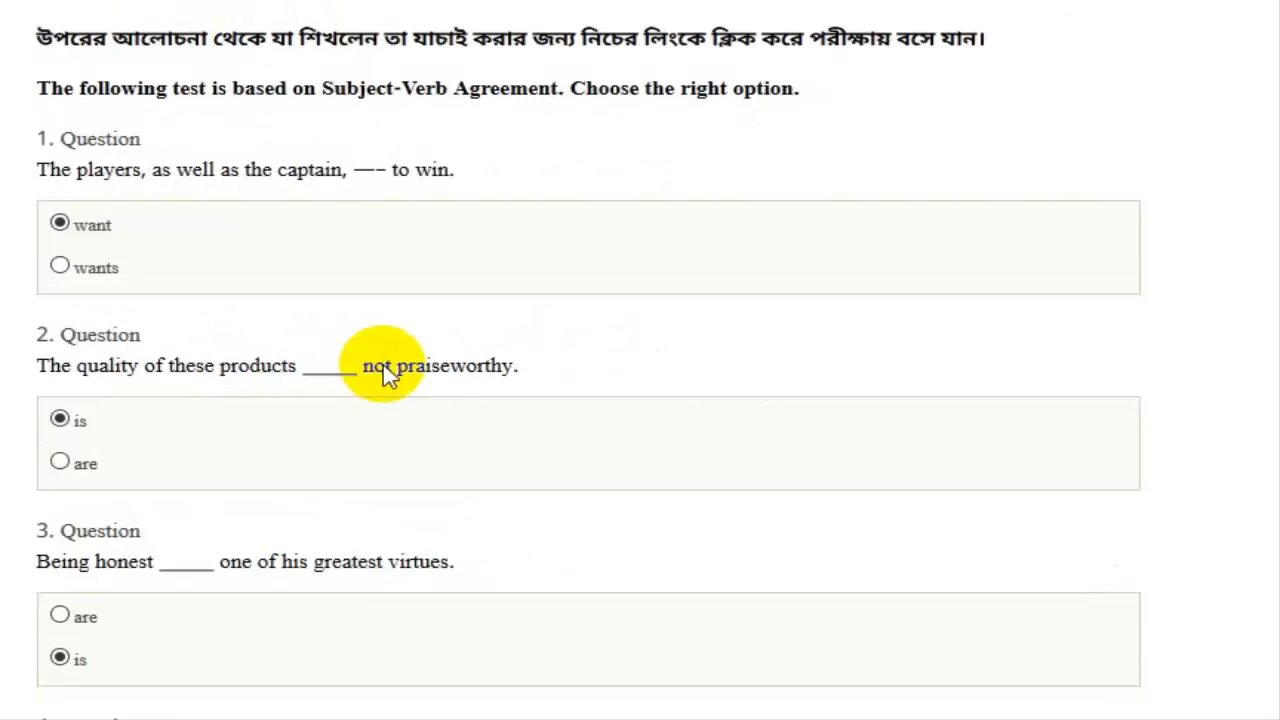 উপরের আলোচনা থেকে যা শিখলেন তা যাচাই করার জন্য নিচের লিংকে ক্লিক করে পরীক্ষায় বসে যান।
The following test is based on Subject-Verb Agreement. Choose the right option.
1. Question
The players, as well as the captain, —– to win.
want
wants
2. Question
The quality of these products _____ not praiseworthy.
is
are
3. Question
Being honest _____ one of his greatest virtues.
are
is